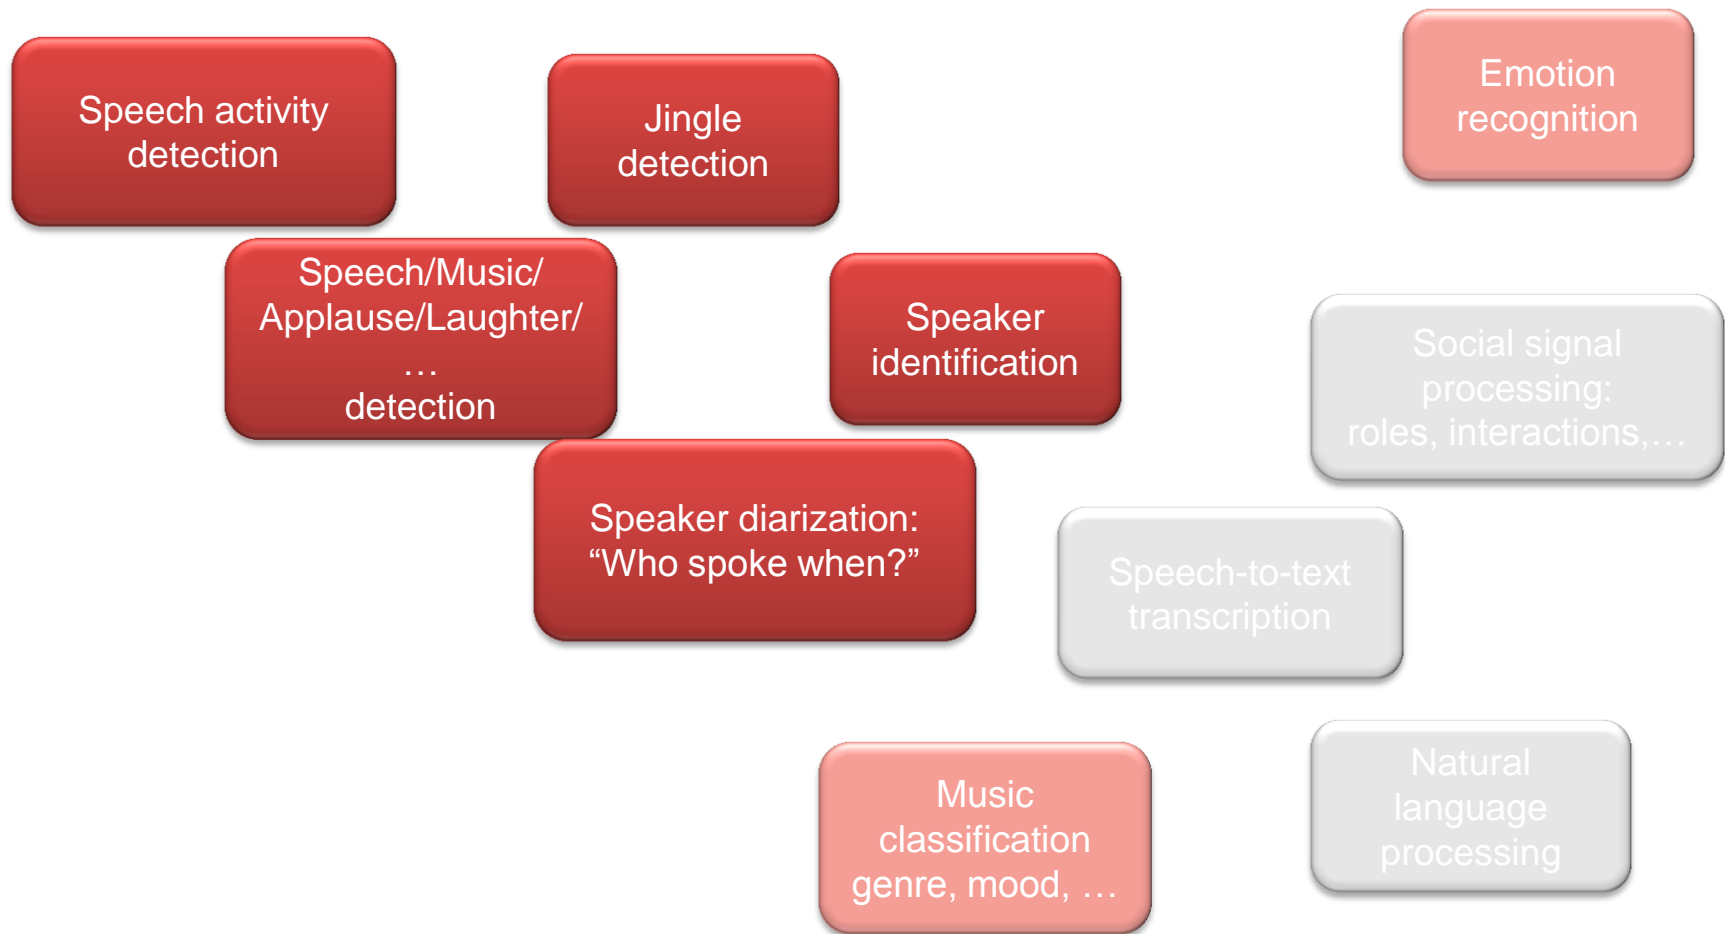 Speech activity
detection
Jingle
detection
Emotion
recognition
Speech/Music/
Applause/Laughter/
…
detection
Speaker
identification
Social signal
processing:
roles, interactions,…
Speaker diarization:
“Who spoke when?”
Speech-to-text
transcription
Music
classification
genre, mood, …
Natural
language
processing